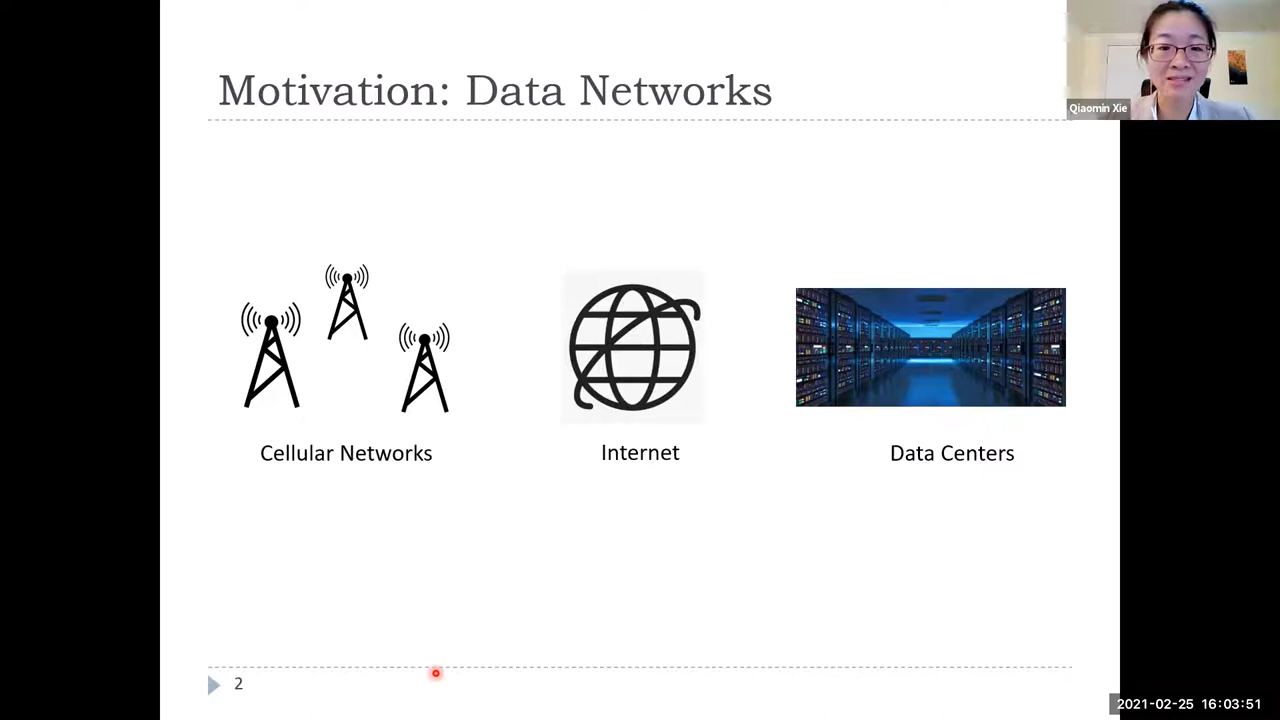 Motivation: Data Networks
Qiaomin Xie
Cellular Networks
Internet
Data Centers
2
2021-02-25 16:03:51